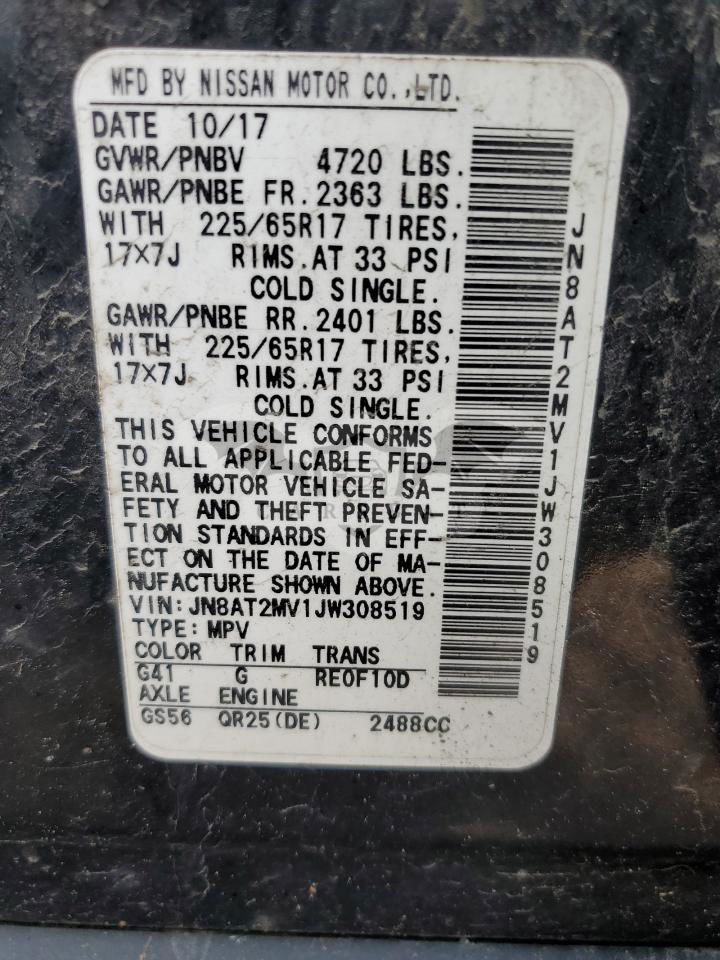 MFD BY NISSAN MOTOR CO.,LTD.
DATE 10/17
GVWR/PNBV 4720 LBS.
GAWR/PNBE FR.2363 LBS.
WITH 225/65R17 TIRES,
17X7J RIMS.AT 33 PSI
COLD SINGLE.
GAWR/PNBE RR.2401 LBS.
WITH 225/65R17 TIRES,
17X7J RIMS.AT 33 PSI
COLD SINGLE.
THIS VEHICLE CONFORMS
TO ALL APPLICABLE FED-
ERAL MOTOR VEHICLE SA-
FETY AND THEFT PREVEN-
TION STANDARDS IN EFF-
ECT ON THE DATE OF MA-
NUFACTURE SHOWN ABOVE.
VIN:JN8AT2MV1JW308519
TYPE:MPV
COLOR TRIM TRANS
G41 G RE0F10D
AXLE ENGINE
GS56 QR25(DE) 2488CC
JN8AT2MV1JW308519